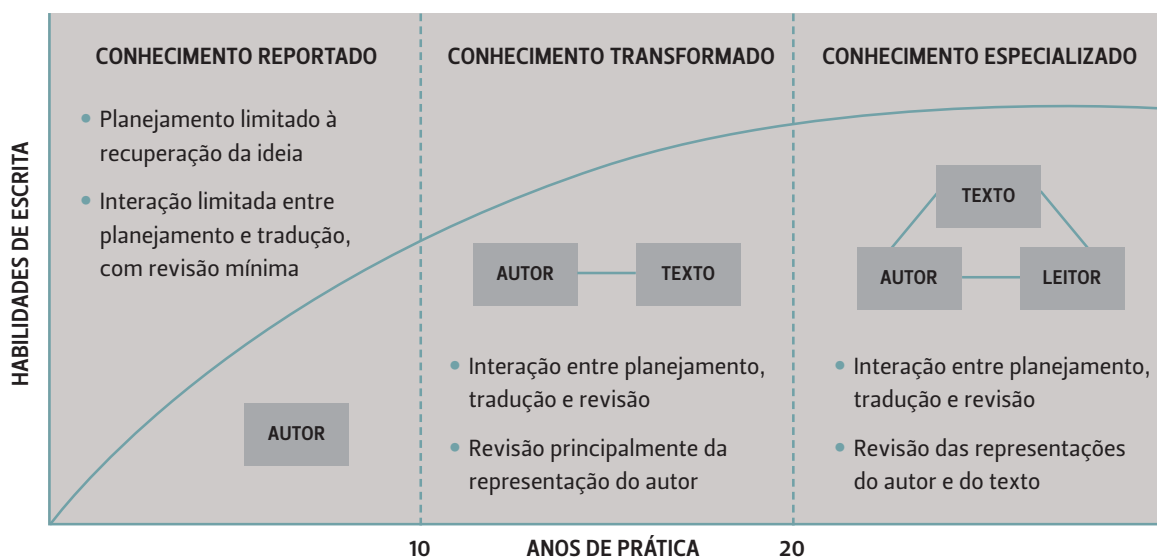 HABILIDADES DE ESCRITA
CONHECIMENTO REPORTADO
• Planejamento limitado à
recuperação da ideia
• Interação limitada entre
planejamento e tradução,
com revisão mínima
AUTOR
CONHECIMENTO TRANSFORMADO
AUTOR
TEXTO
• Interação entre planejamento,
tradução e revisão
• Revisão principalmente da
representação do autor
CONHECIMENTO ESPECIALIZADO
TEXTO
AUTOR
LEITOR
• Interação entre planejamento,
tradução e revisão
• Revisão das representações
do autor e do texto
10
ANOS DE PRÁTICA
20